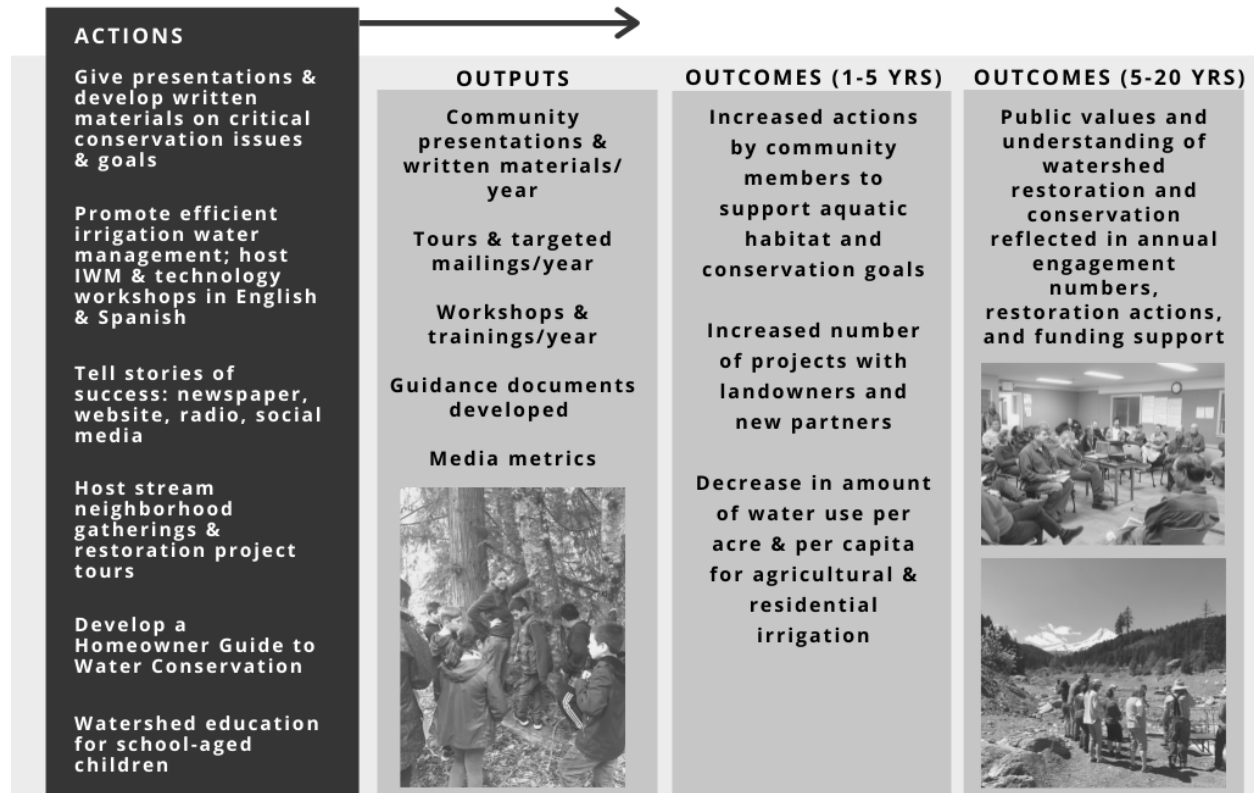 ACTIONS
Give presentations &
develop written
materials on critical
conservation issues
& goals
Promote efficient
irrigation water
management; host
IWM & technology
workshops in English
& Spanish
Tell stories of
success: newspaper,
website, radio, social
media
Host stream
neighborhood
gatherings &
restoration project
tours
Develop a
Homeowner Guide to
Water Conservation
Watershed education
for school-aged
children
OUTPUTS
Community
presentations &
written materials/
year
Tours & targeted
mailings/year
Workshops &
trainings/year
Guidance documents
developed
Media metrics
OUTCOMES (1-5 YRS)
Increased actions
by community
members to
support aquatic
habitat and
conservation goals
Increased number
of projects with
landowners and
new partners
Decrease in amount
of water use per
acre & per capita
for agricultural &
residential
irrigation
OUTCOMES (5-20 YRS)
Public values and
understanding of
watershed
restoration and
conservation
reflected in annual
engagement
numbers,
restoration actions,
and funding support